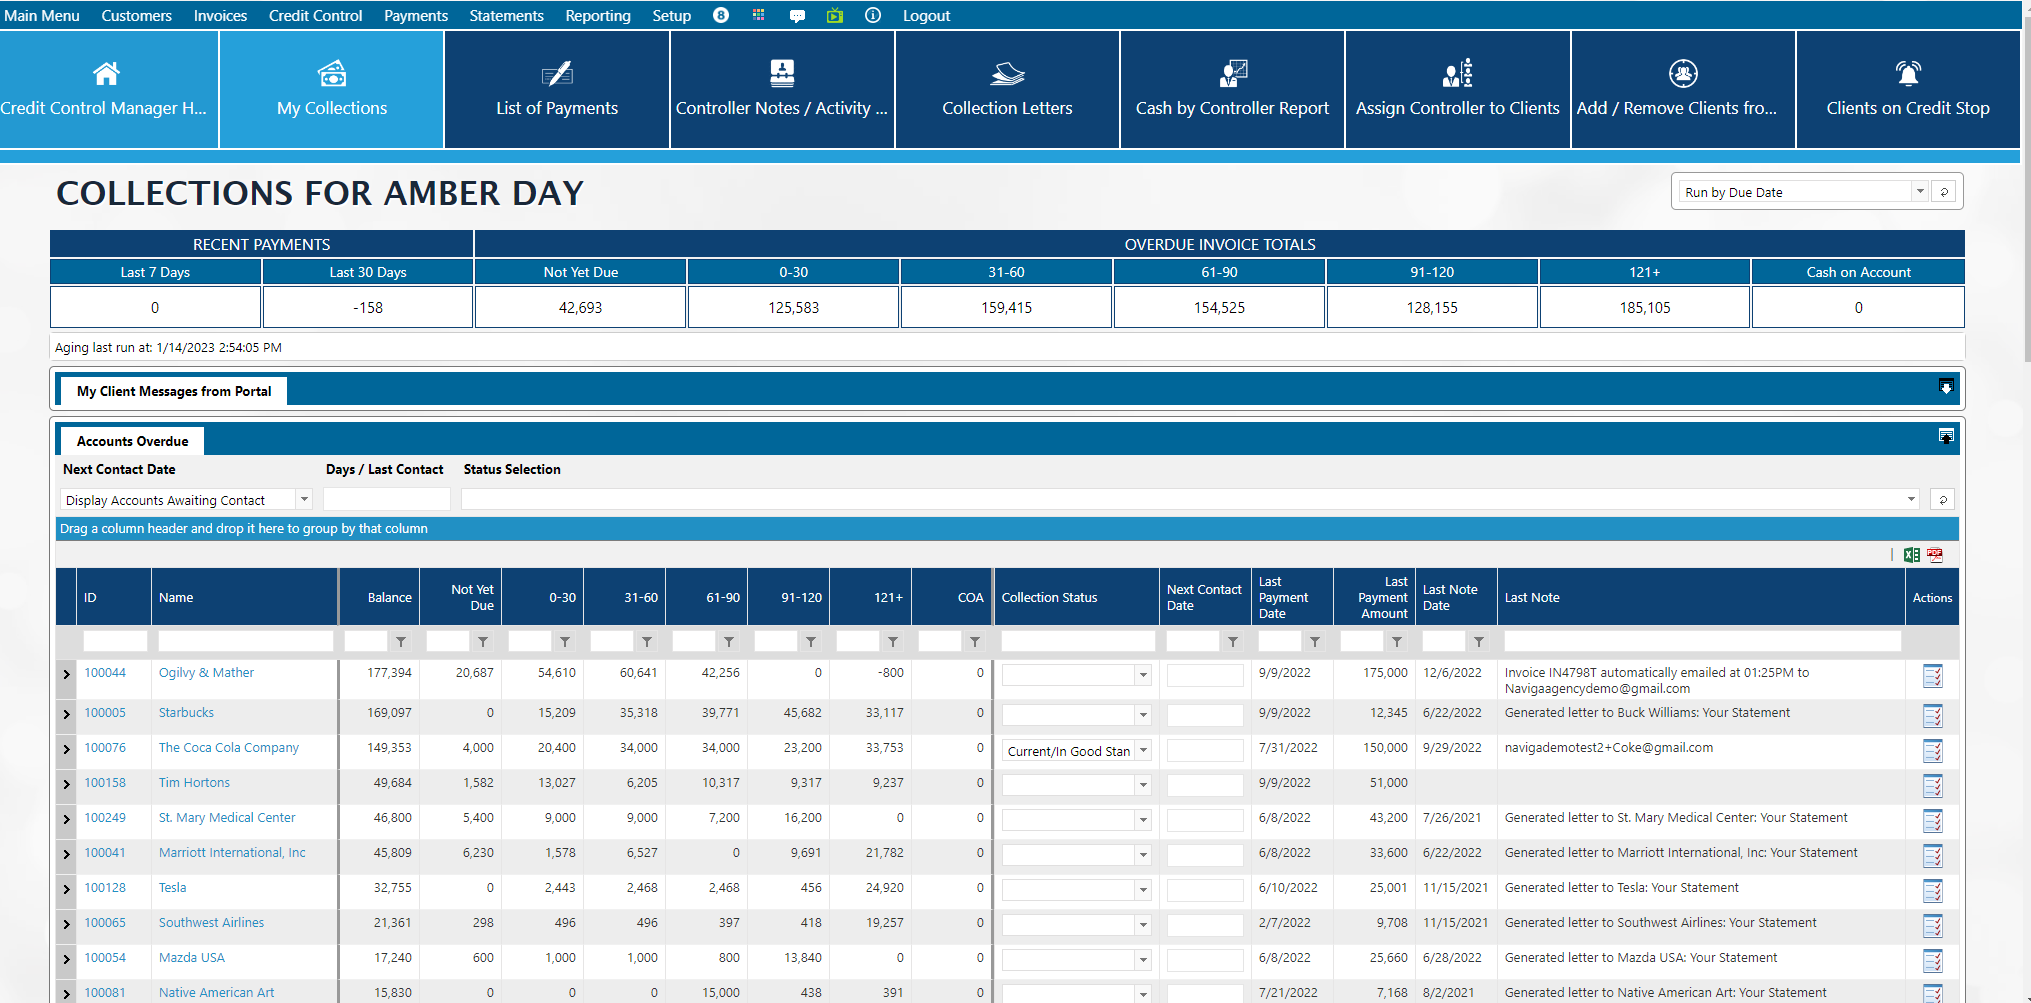 Main Menu Customers Invoices Credit Control Payments Statements Reporting Setup 8 Logout
Credit Control Manager H... My Collections List of Payments Controller Notes / Activity ... Collection Letters Cash by Controller Report Assign Controller to Clients Add / Remove Clients fro... Clients on Credit Stop
COLLECTIONS FOR AMBER DAY
Run by Due Date
RECENT PAYMENTS OVERDUE INVOICE TOTALS
Last 7 Days Last 30 Days Not Yet Due 0-30 31-60 61-90 91-120 121+ Cash on Account
0 -158 42,693 125,583 159,415 154,525 128,155 185,105 0
Aging last run at: 1/14/2023 2:54:05 PM
My Client Messages from Portal
Accounts Overdue
Next Contact Date Days / Last Contact Status Selection
Display Accounts Awaiting Contact
Drag a column header and drop it here to group by that column
ID Name Balance Not Yet Due 0-30 31-60 61-90 91-120 121+ COA Collection Status Next Contact Date Last Payment Date Last Payment Amount Last Note Date Last Note Actions
100044 Ogilvy & Mather 177,394 20,687 54,610 60,641 42,256 0 -800 0 9/9/2022 175,000 12/6/2022 Invoice IN4798T automatically emailed at 01:25PM to
Navigaagencydemo@gmail.com
100005 Starbucks 169,097 0 15,209 35,318 39,771 45,682 33,117 0 9/9/2022 12,345 6/22/2022 Generated letter to Buck Williams: Your Statement
100076 The Coca Cola Company 149,353 4,000 20,400 34,000 34,000 23,200 33,753 0 Current/In Good Stan 7/31/2022 150,000 9/29/2022 navigademotest2+Coke@gmail.com
100158 Tim Hortons 49,684 1,582 13,027 6,205 10,317 9,317 9,237 0 9/9/2022 51,000
100249 St. Mary Medical Center 46,800 5,400 9,000 9,000 7,200 16,200 0 0 6/8/2022 43,200 7/26/2021 Generated letter to St. Mary Medical Center: Your Statement
100041 Marriott International, Inc 45,809 6,230 1,578 6,527 0 9,691 21,782 0 6/8/2022 33,600 6/22/2022 Generated letter to Marriott International, Inc: Your Statement
100128 Tesla 32,755 0 2,443 2,468 2,468 456 24,920 0 6/10/2022 25,001 11/15/2021 Generated letter to Tesla: Your Statement
100065 Southwest Airlines 21,361 298 496 496 397 418 19,257 0 2/7/2022 9,708 11/15/2021 Generated letter to Southwest Airlines: Your Statement
100054 Mazda USA 17,240 600 1,000 1,000 800 13,840 0 0 6/8/2022 25,660 6/28/2022 Generated letter to Mazda USA: Your Statement
100081 Native American Art 15,830 0 0 0 15,000 438 391 0 7/21/2022 7,168 8/2/2021 Generated letter to Native American Art: Your Statement